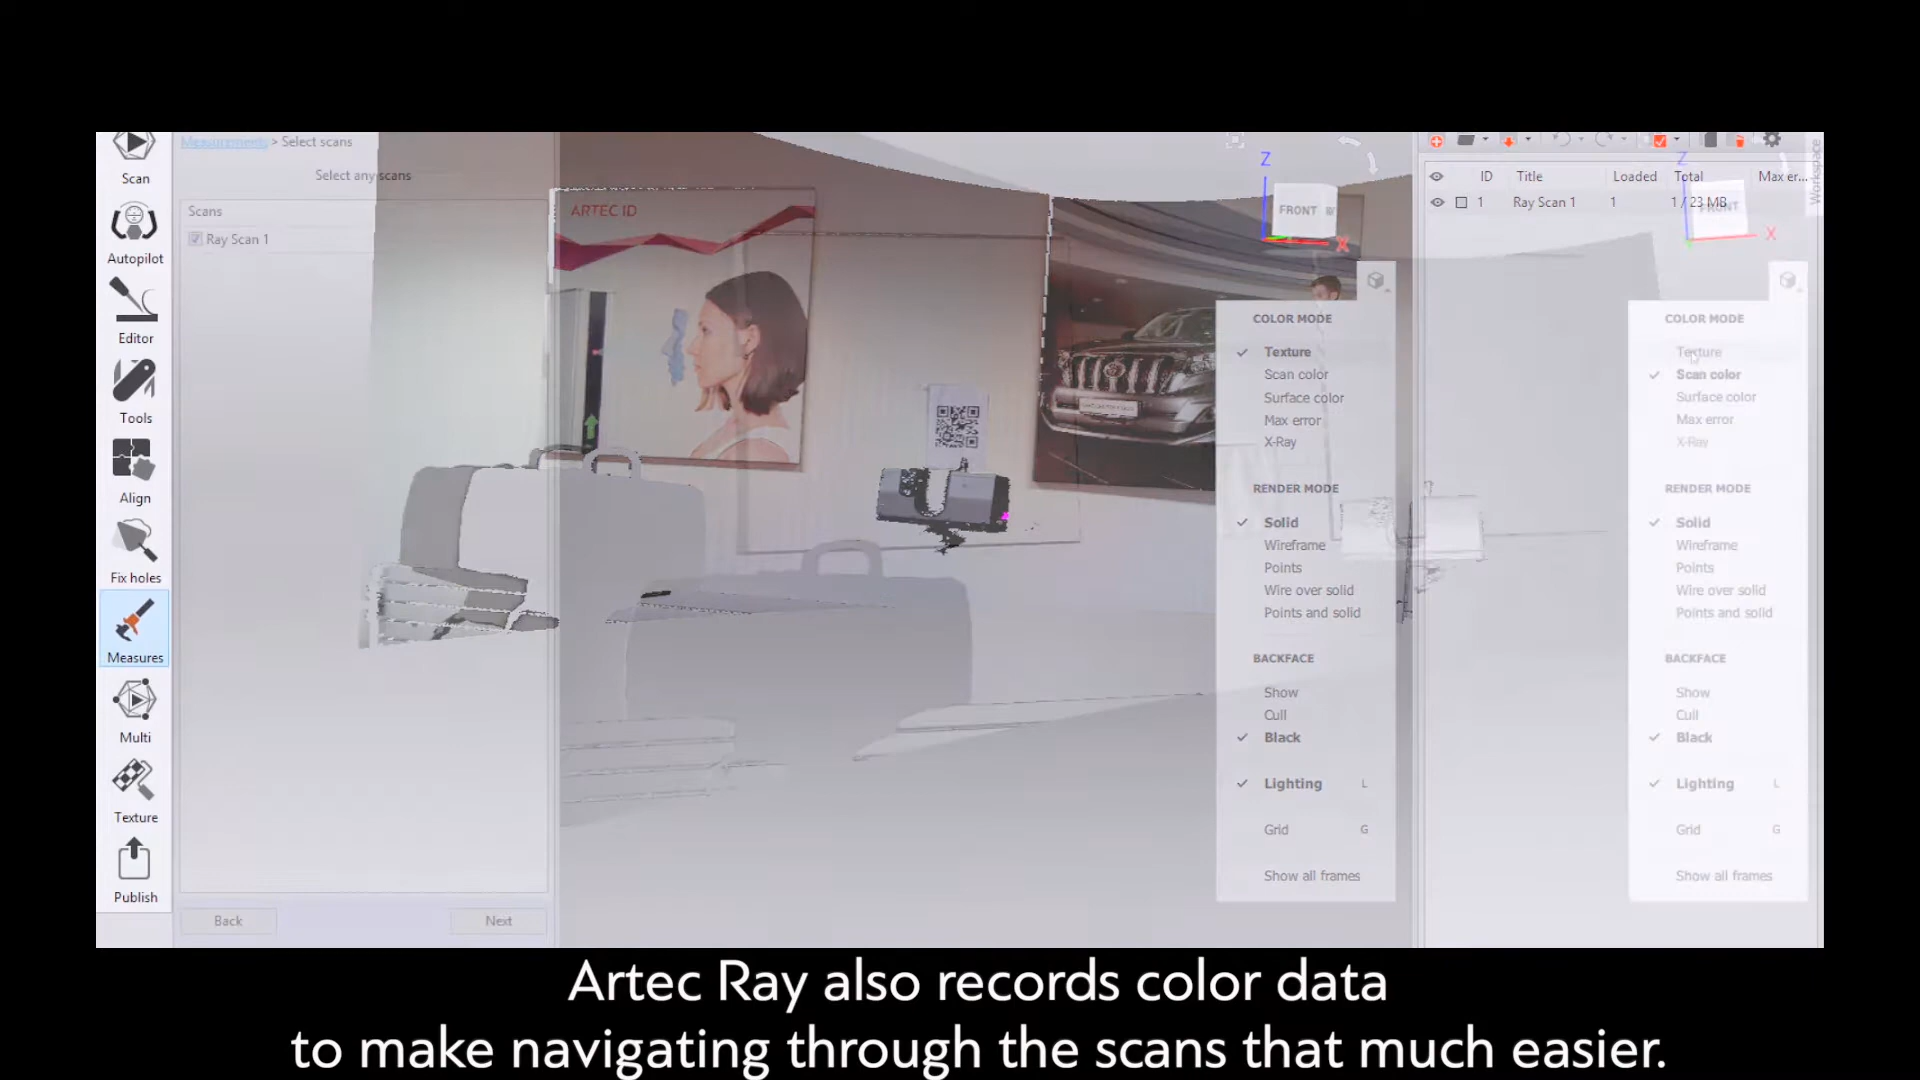 Scan
Autopilot
Editor
Tools
Align
Fix holes
Measures
Multi
Texture
Publish
Measurements > Select scans
Select any scans
Scans
Ray Scan 1
Back
Next
ARTEC ID
Z
FRONT
X
COLOR MODE
Texture
Scan color
Surface color
Max error
X-Ray
RENDER MODE
Solid
Wireframe
Points
Wire over solid
Points and solid
BACKFACE
Show
Cull
Black
Lighting L
Grid G
Show all frames
ID Title Loaded Total Max er...
1 Ray Scan 1 1 1 / 23 MB
Workspace
Z
FRONT
X
COLOR MODE
Texture
Scan color
Surface color
Max error
X-Ray
RENDER MODE
Solid
Wireframe
Points
Wire over solid
Points and solid
BACKFACE
Show
Cull
Black
Lighting L
Grid G
Show all frames
Artec Ray also records color data
to make navigating through the scans that much easier.